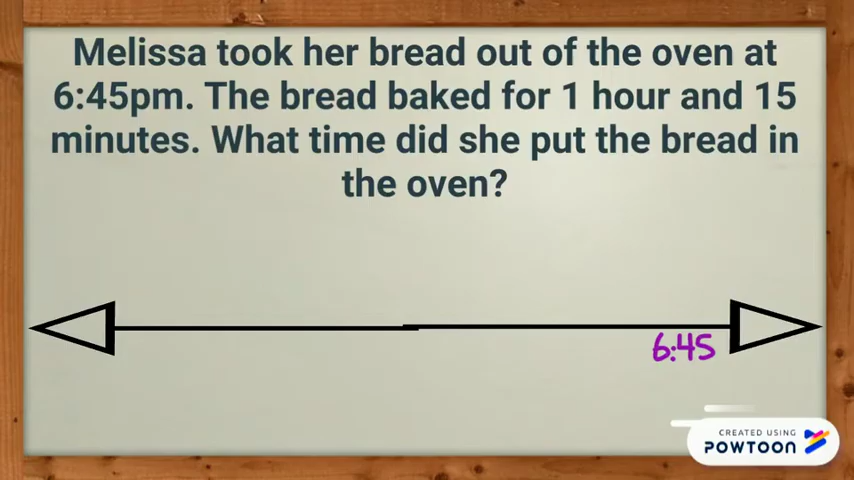 Melissa took her bread out of the oven at
6:45pm. The bread baked for 1 hour and 15
minutes. What time did she put the bread in
the oven?
6:45
CREATED USING
POWTOON